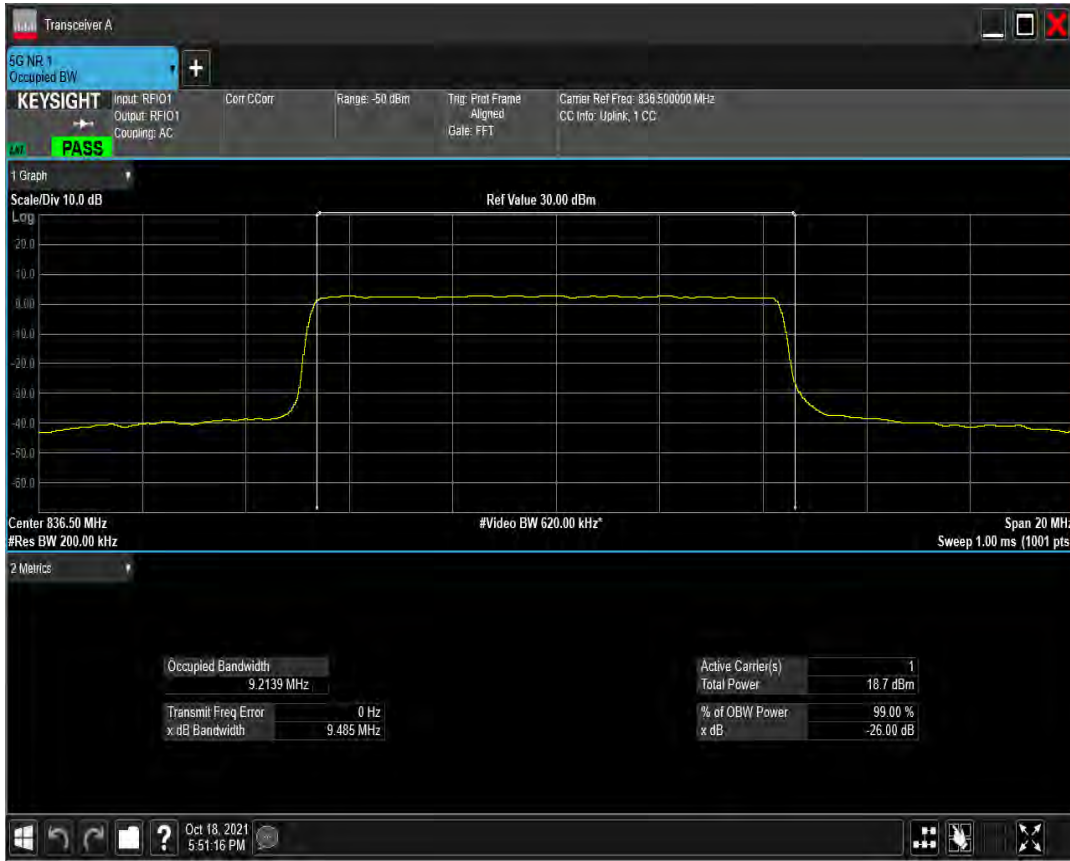 Transceiver A
5G NR 1
Occupied BW
+
KEYSIGHT
Input: RFIO1
Output: RFIO1
Coupling: AC
Corr CCorr
Range: -50 dBm
Trig: Prot Frame
Aligned
Gate: FFT
Carrier Ref Freq: 836.500000 MHz
CC Info: Uplink, 1 CC
PASS
1 Graph
Scale/Div 10.0 dB
Ref Value 30.00 dBm
Log
20.0
10.0
0.00
-10.0
-20.0
-30.0
-40.0
-50.0
-60.0
Center 836.50 MHz
#Video BW 620.00 kHz*
Span 20 MHz
#Res BW 200.00 kHz
Sweep 1.00 ms (1001 pts
2 Metrics
Occupied Bandwidth
9.2139 MHz
Transmit Freq Error 0 Hz
x dB Bandwidth 9.485 MHz
Active Carrier(s) 1
Total Power 18.7 dBm
% of OBW Power 99.00 %
x dB -26.00 dB
?
Oct 18, 2021
5:51:16 PM